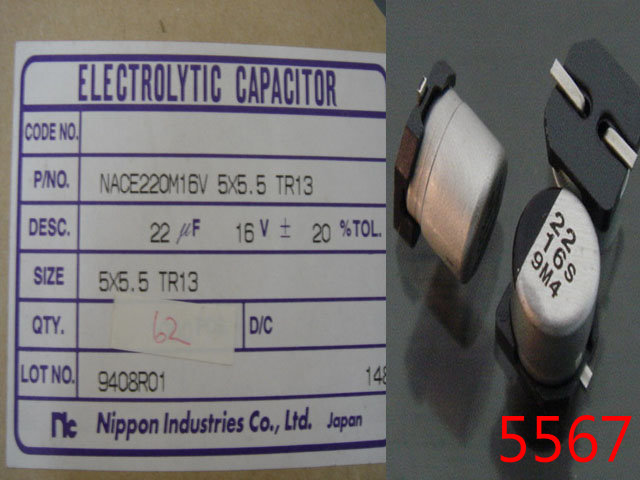 ELECTROLYTIC CAPACITOR
CODE NO.
P/NO. NACE220M16V 5X5.5 TR13
DESC. 22 µF 16 V ± 20 %TOL.
SIZE 5X5.5 TR13
QTY. 62 D/C
LOT NO. 9408R01 148
nic Nippon Industries Co., Ltd. Japan
22
16S
9M4
5567